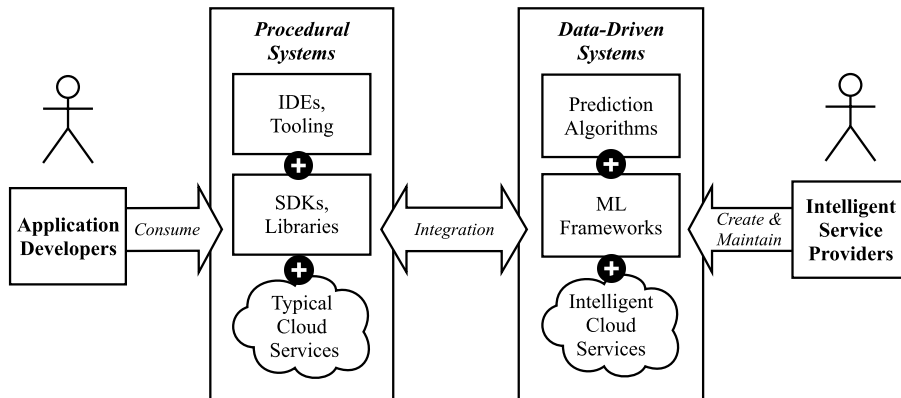 Procedural
Systems
IDEs,
Tooling
SDKs,
Libraries
Typical
Cloud
Services
Data-Driven
Systems
Prediction
Algorithms
ML
Frameworks
Intelligent
Cloud
Services
Application
Developers
Consume
Integration
Create &
Maintain
Intelligent
Service
Providers